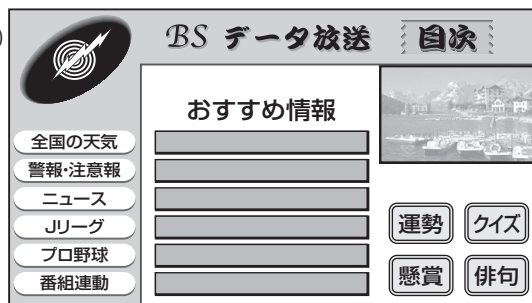 BS データ放送 目次
おすすめ情報
全国の天気
警報・注意報
ニュース
Jリーグ
プロ野球
番組連動
運勢 クイズ
懸賞 俳句